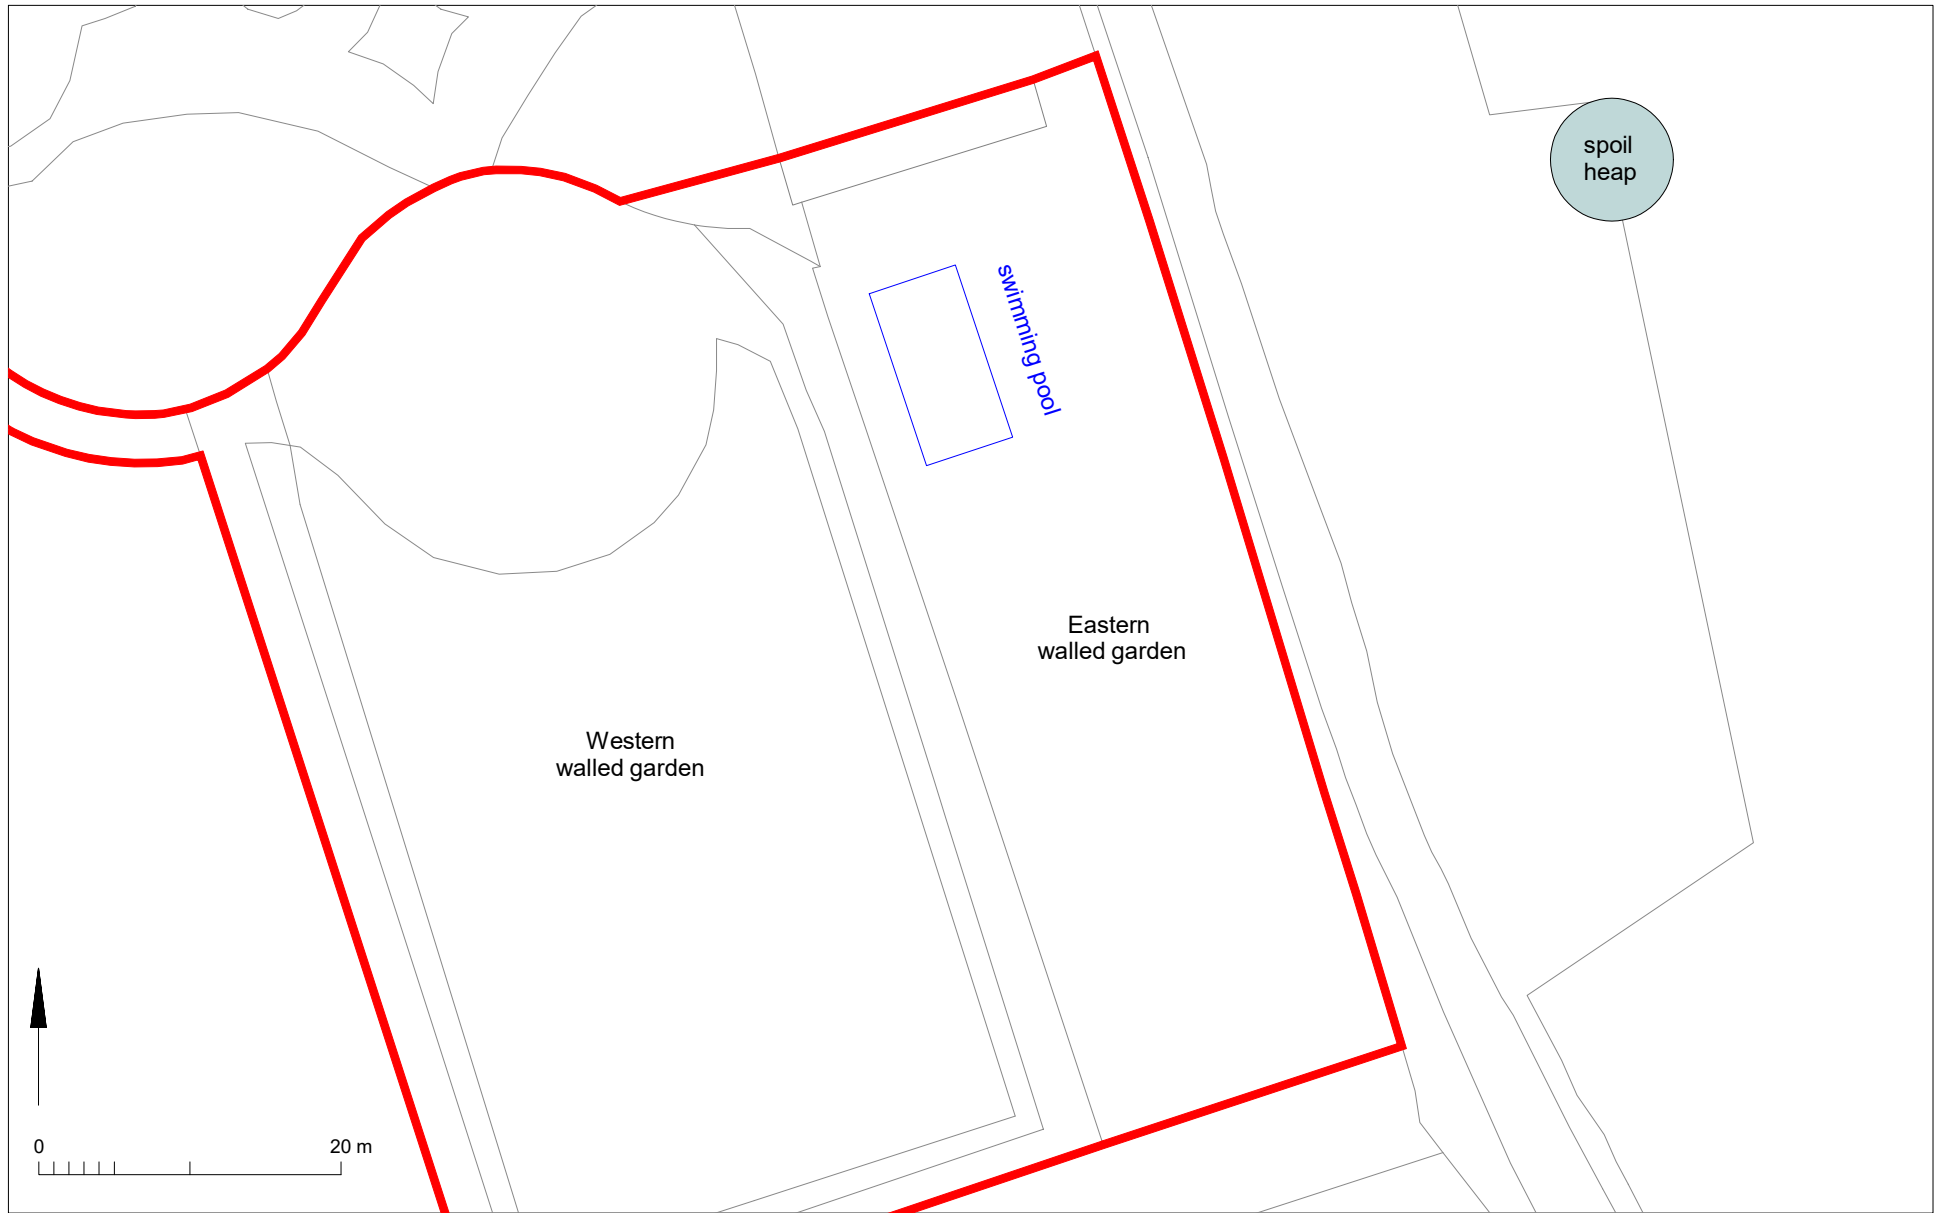 spoil
heap
swimming pool
Eastern
walled garden
Western
walled garden
0
20 m